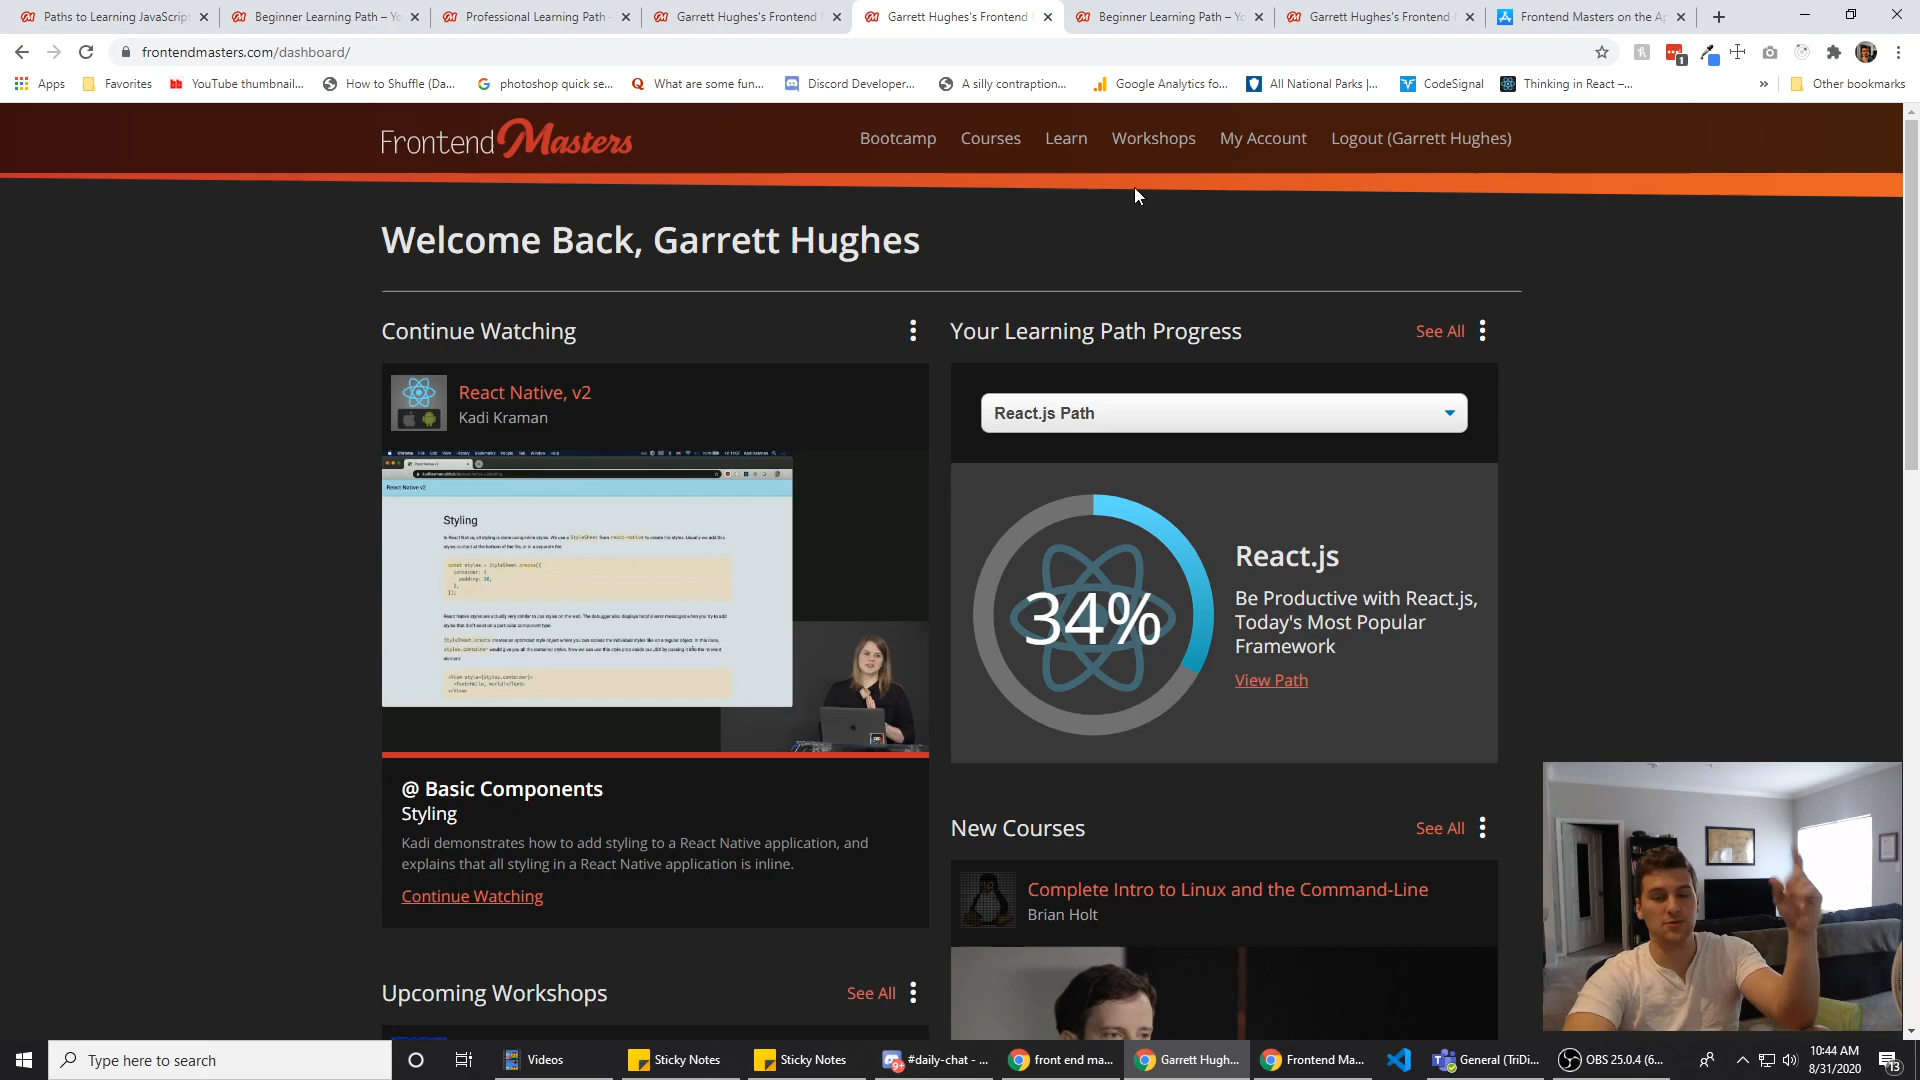 Paths to Learning JavaScript
Beginner Learning Path – Yo
Professional Learning Path -
Garrett Hughes's Frontend
Garrett Hughes's Frontend
Beginner Learning Path – Yo
Garrett Hughes's Frontend
Frontend Masters on the Ap
frontendmasters.com/dashboard/
1
Apps
Favorites
YouTube thumbnail...
How to Shuffle (Da...
photoshop quick se...
What are some fun...
Discord Developer...
A silly contraption...
Google Analytics fo...
All National Parks |...
CodeSignal
Thinking in React –...
»
Other bookmarks
Frontend Masters
Bootcamp
Courses
Learn
Workshops
My Account
Logout (Garrett Hughes)
Welcome Back, Garrett Hughes
Continue Watching
React Native, v2
Kadi Kraman
React Native v2
Styling
@ Basic Components
Styling
Kadi demonstrates how to add styling to a React Native application, and
explains that all styling in a React Native application is inline.
Continue Watching
Upcoming Workshops
See All
Your Learning Path Progress
See All
React.js Path
34%
React.js
Be Productive with React.js,
Today's Most Popular
Framework
View Path
New Courses
See All
Complete Intro to Linux and the Command-Line
Brian Holt
Type here to search
Videos
Sticky Notes
Sticky Notes
#daily-chat - ...
front end ma...
Garrett Hugh...
Frontend Ma...
General (TriDi...
OBS 25.0.4 (6...
10:44 AM
8/31/2020
13